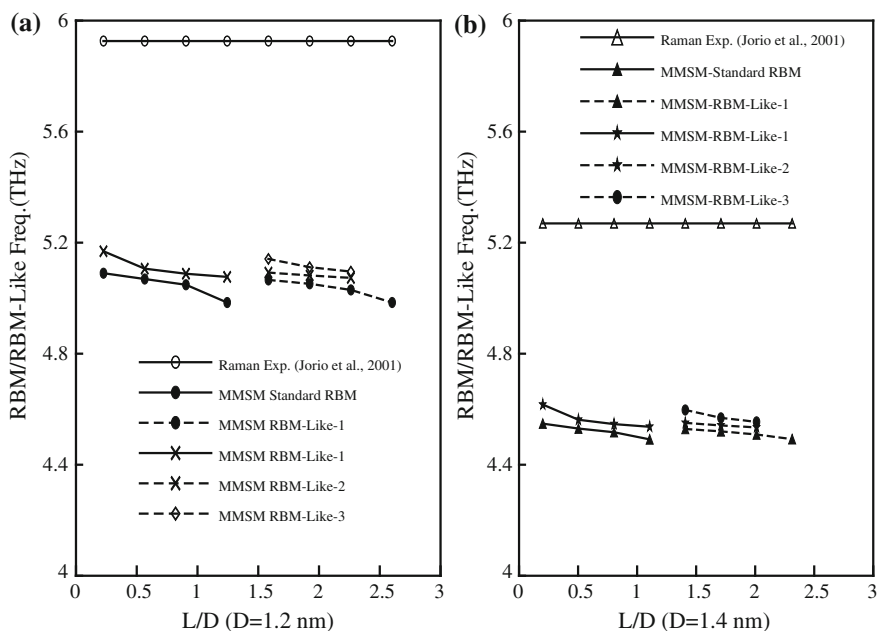 (a)
RBM/RBM-Like Freq.(THz)
6
5.6
5.2
4.8
4.4
4
Raman Exp. (Jorio et al., 2001)
MMSM Standard RBM
MMSM RBM-Like-1
MMSM RBM-Like-1
MMSM RBM-Like-2
MMSM RBM-Like-3
0 0.5 1 1.5 2 2.5 3
L/D (D=1.2 nm)
(b)
RBM/RBM-Like Freq.(THz)
6
5.6
5.2
4.8
4.4
4
Raman Exp. (Jorio et al., 2001)
MMSM-Standard RBM
MMSM-RBM-Like-1
MMSM-RBM-Like-1
MMSM-RBM-Like-2
MMSM-RBM-Like-3
0 0.5 1 1.5 2 2.5 3
L/D (D=1.4 nm)